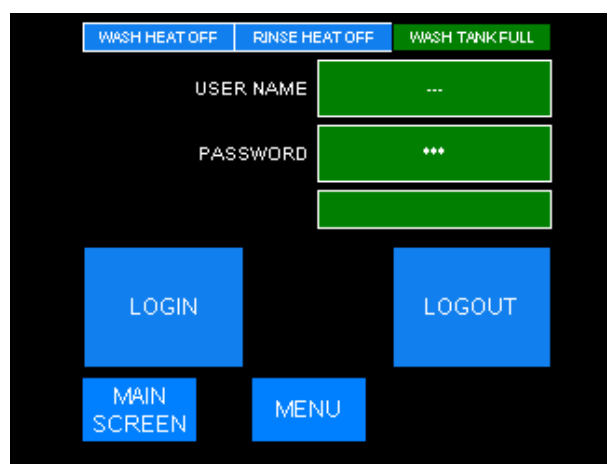 WASH HEAT OFF RINSE HEAT OFF WASH TANK FULL
USER NAME ---
PASSWORD ***
LOGIN LOGOUT
MAIN
SCREEN
MENU